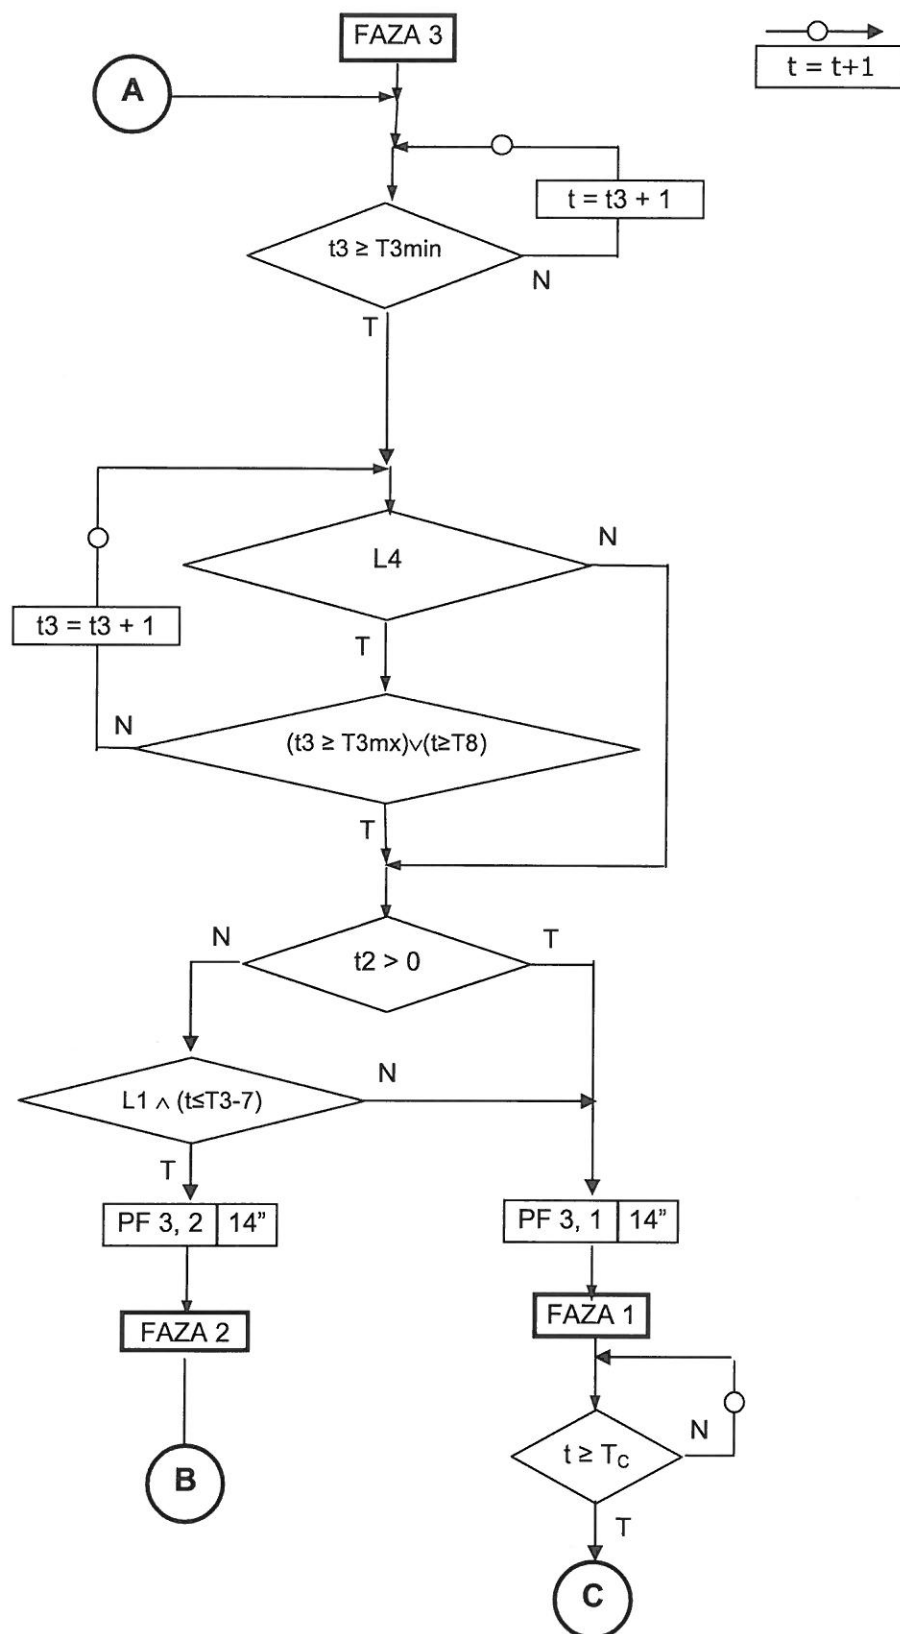 FAZA 3
A
t = t+1
t = t3 + 1
t3 ≥ T3min
N
T
L4
N
t3 = t3 + 1
T
N
(t3 ≥ T3mx)∨(t≥T8)
T
N
t2 > 0
T
L1 ∧ (t≤T3-7)
N
T
PF 3, 2 14”
PF 3, 1 14”
FAZA 2
FAZA 1
N
t ≥ TC
B
T
C